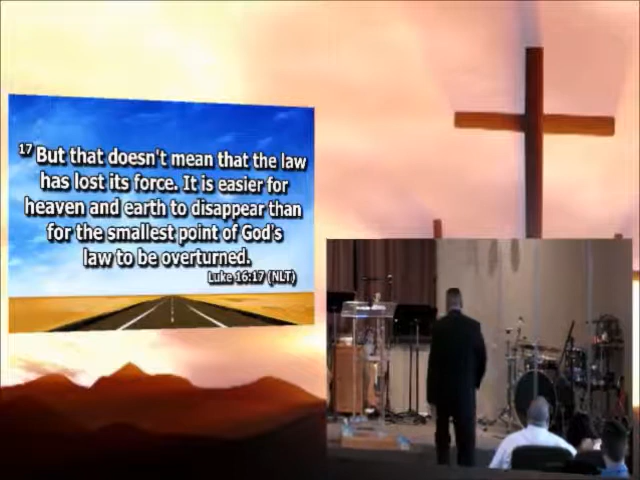 17 But that doesn't mean that the law
has lost its force. It is easier for
heaven and earth to disappear than
for the smallest point of God's
law to be overturned.
Luke 16:17 (NLT)